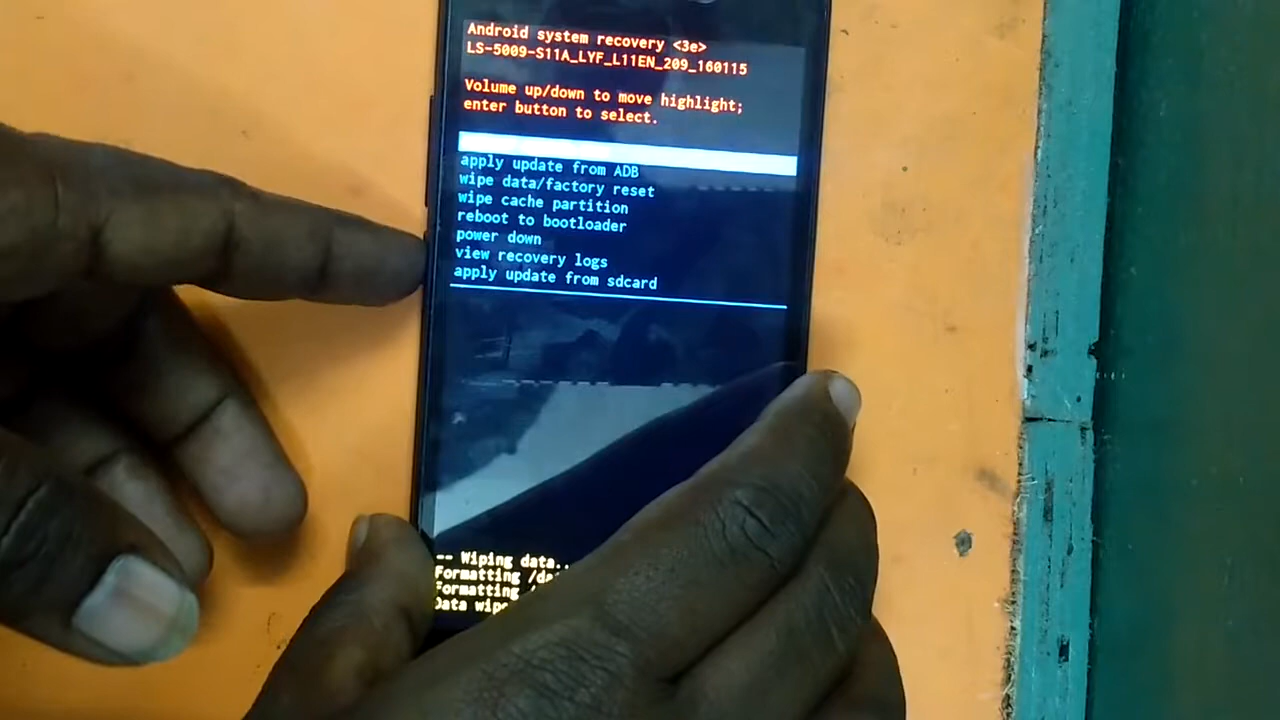 Android system recovery <3e>
LS-5009-S11A_LYF_L11EN_209_160115
Volume up/down to move highlight;
enter button to select.
apply update from ADB
wipe data/factory reset
wipe cache partition
reboot to bootloader
power down
view recovery logs
apply update from sdcard
-- Wiping data..
Formatting
Formatting
Data